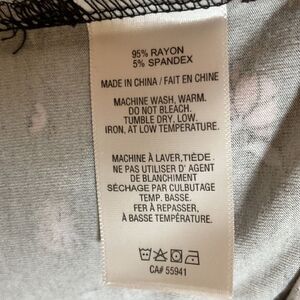 95% RAYON
5% SPANDEX
MADE IN CHINA / FAIT EN CHINE
MACHINE WASH, WARM.
DO NOT BLEACH.
TUMBLE DRY, LOW.
IRON, AT LOW TEMPERATURE.
MACHINE À LAVER,TIÈDE.
NE PAS UTILISER D' AGENT
DE BLANCHIMENT
SÉCHAGE PAR CULBUTAGE
TEMP. BASSE.
FER À REPASSER,
À BASSE TEMPÉRATURE.
CA# 55941